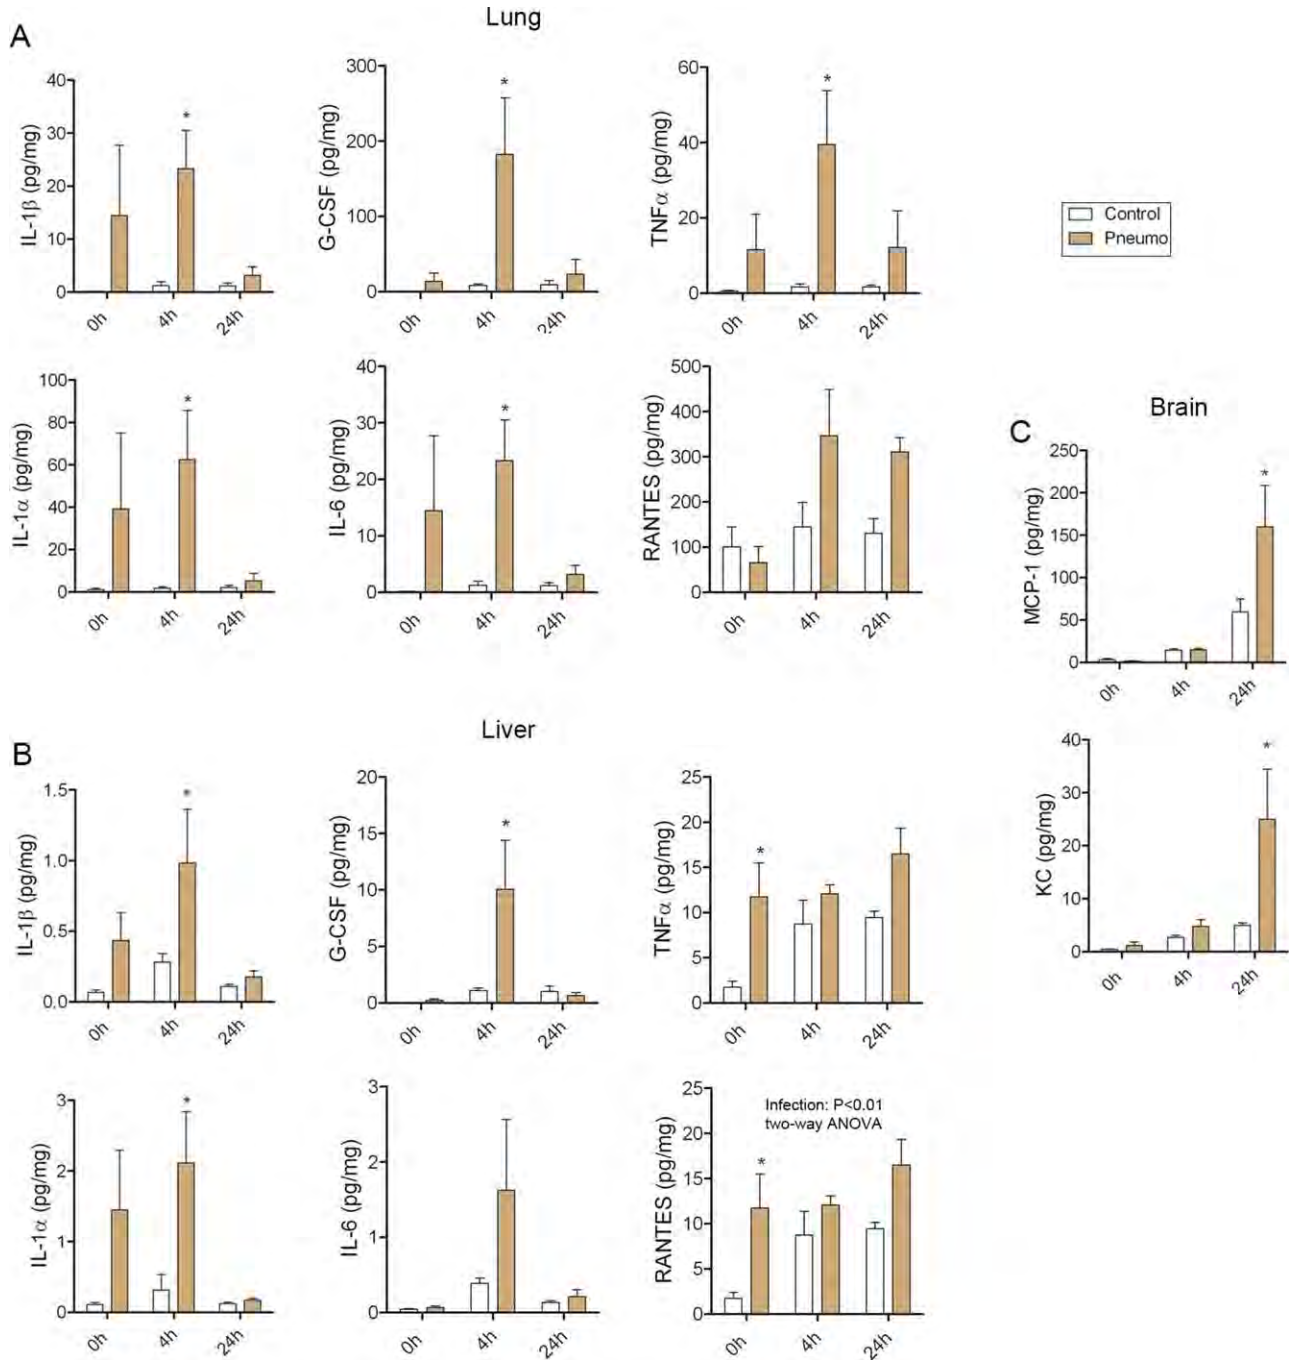 Lung
A
IL-1β (pg/mg)
40
30
20
10
0
0h
4h
24h
*
G-CSF (pg/mg)
300
200
100
0
0h
4h
24h
*
TNFα (pg/mg)
60
40
20
0
0h
4h
24h
*
Control
Pneumo
IL-1α (pg/mg)
100
80
60
40
20
0
0h
4h
24h
*
IL-6 (pg/mg)
40
30
20
10
0
0h
4h
24h
*
RANTES (pg/mg)
500
400
300
200
100
0
0h
4h
24h
Liver
B
IL-1β (pg/mg)
1.5
1.0
0.5
0.0
0h
4h
24h
*
G-CSF (pg/mg)
20
15
10
5
0
0h
4h
24h
*
TNFα (pg/mg)
25
20
15
10
5
0
0h
4h
24h
*
IL-1α (pg/mg)
3
2
1
0
0h
4h
24h
*
IL-6 (pg/mg)
3
2
1
0
0h
4h
24h
RANTES (pg/mg)
25
20
15
10
5
0
0h
4h
24h
Infection: P<0.01
two-way ANOVA
*
Brain
C
MCP-1 (pg/mg)
250
200
150
100
50
0
0h
4h
24h
*
KC (pg/mg)
40
30
20
10
0
0h
4h
24h
*